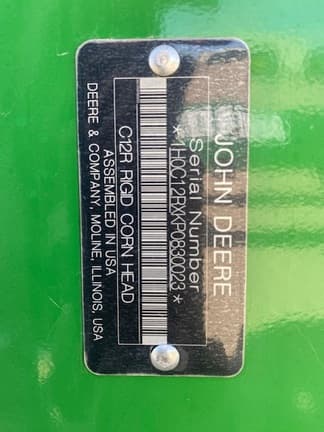 JOHN DEERE
Serial Number
*1H0C12RXKP0830023*
C12R RIGID CORN HEAD
ASSEMBLED IN USA
DEERE & COMPANY, MOLINE, ILLINOIS, USA